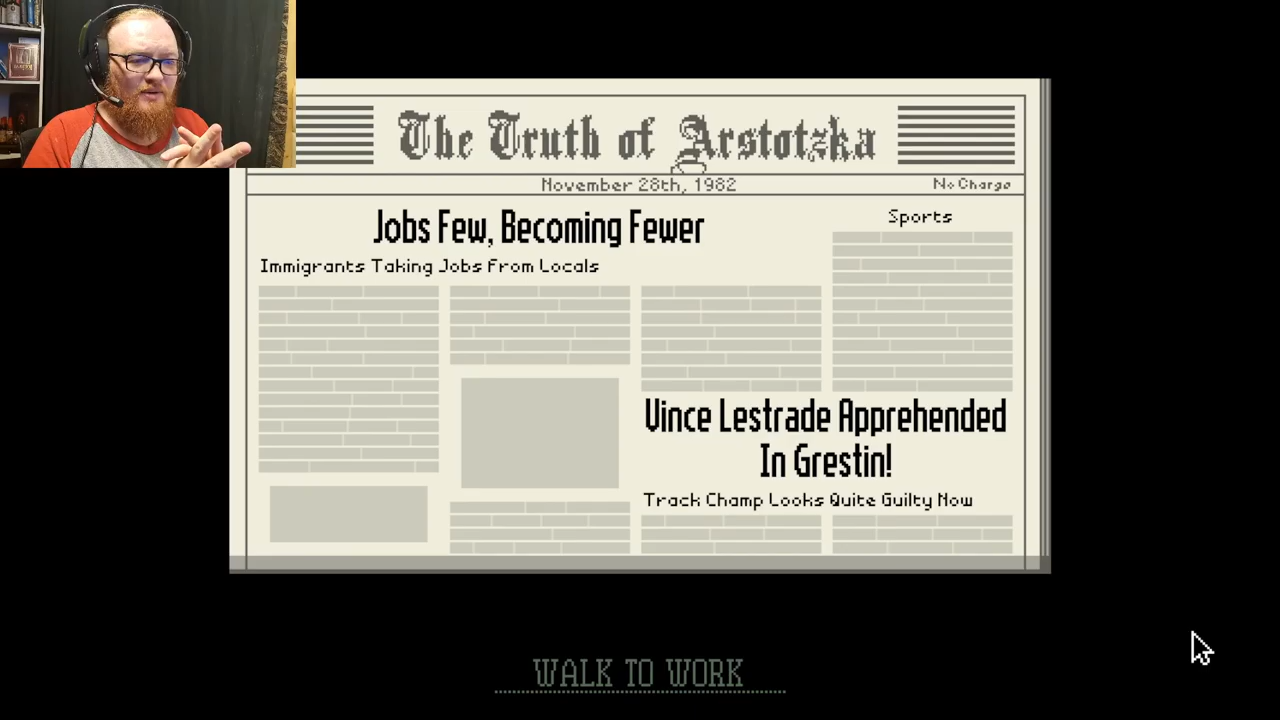 The Truth of Arstotzka
November 28th, 1982
No Charge
Jobs Few, Becoming Fewer
Immigrants Taking Jobs From Locals
Sports
Vince Lestrade Apprehended
In Grestin!
Track Champ Looks Quite Guilty Now
WALK TO WORK